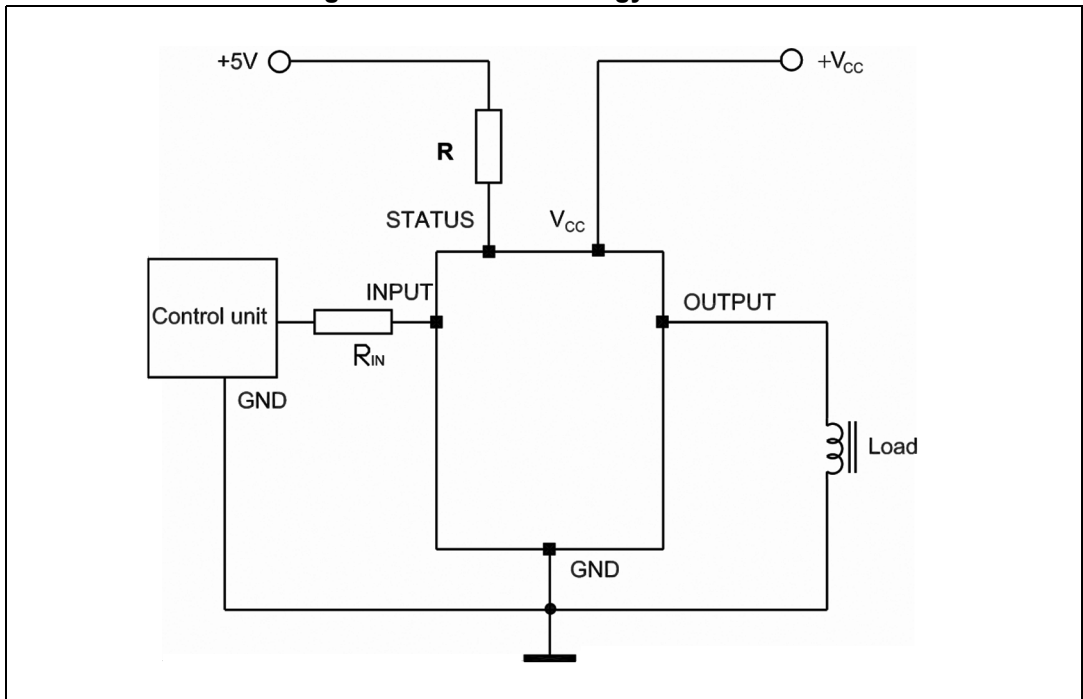 +5V
+VCC
R
STATUS
VCC
INPUT
OUTPUT
Control unit
RIN
GND
Load
GND